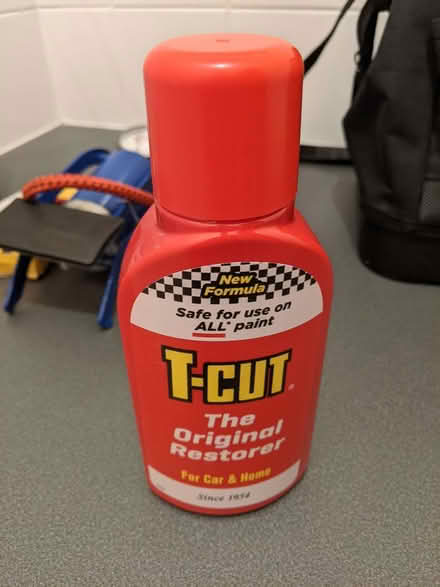 New
Formula
Safe for use on
ALL* paint
T-CUT®
The
Original
Restorer
For Car & Home
Since 1954